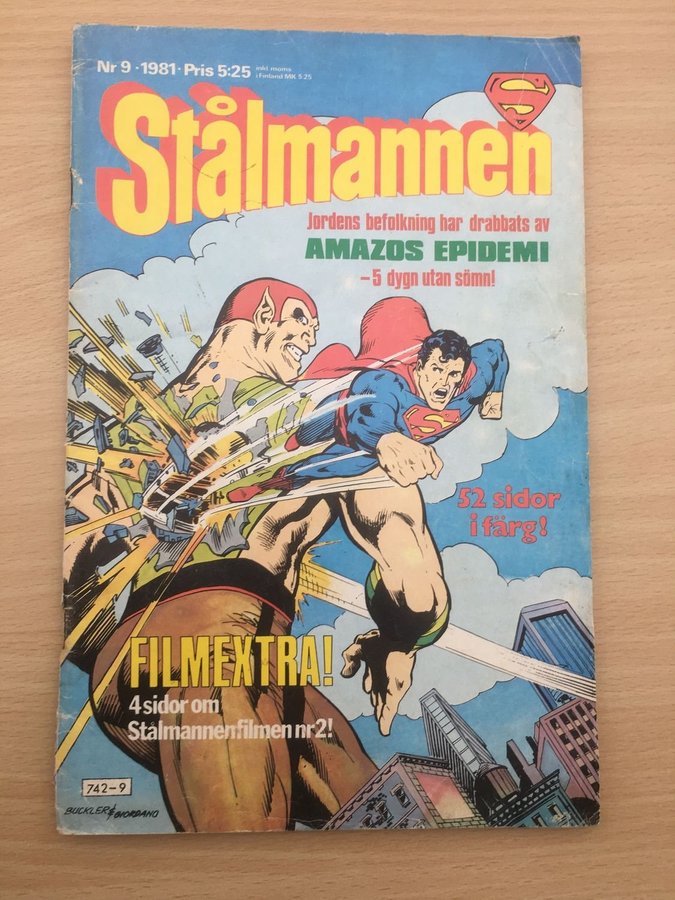 Nr 9 · 1981 · Pris 5:25
inkl. moms
i Finland MK 5.25
S
Stålmannen
Jordens befolkning har drabbats av
AMAZOS EPIDEMI
– 5 dygn utan sömn!
S
52 sidor
i färg!
FILMEXTRA!
4 sidor om
Stålmannenfilmen nr 2!
742–9
BUCKLER &
GIORDANO